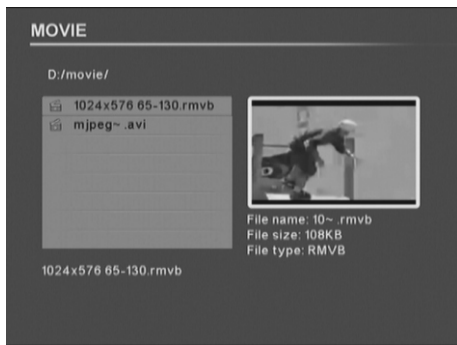 MOVIE
D:/movie/
1024x576 65-130.rmvb
mjpeg~ .avi
File name: 10~ .rmvb
File size: 108KB
File type: RMVB
1024x576 65-130.rmvb